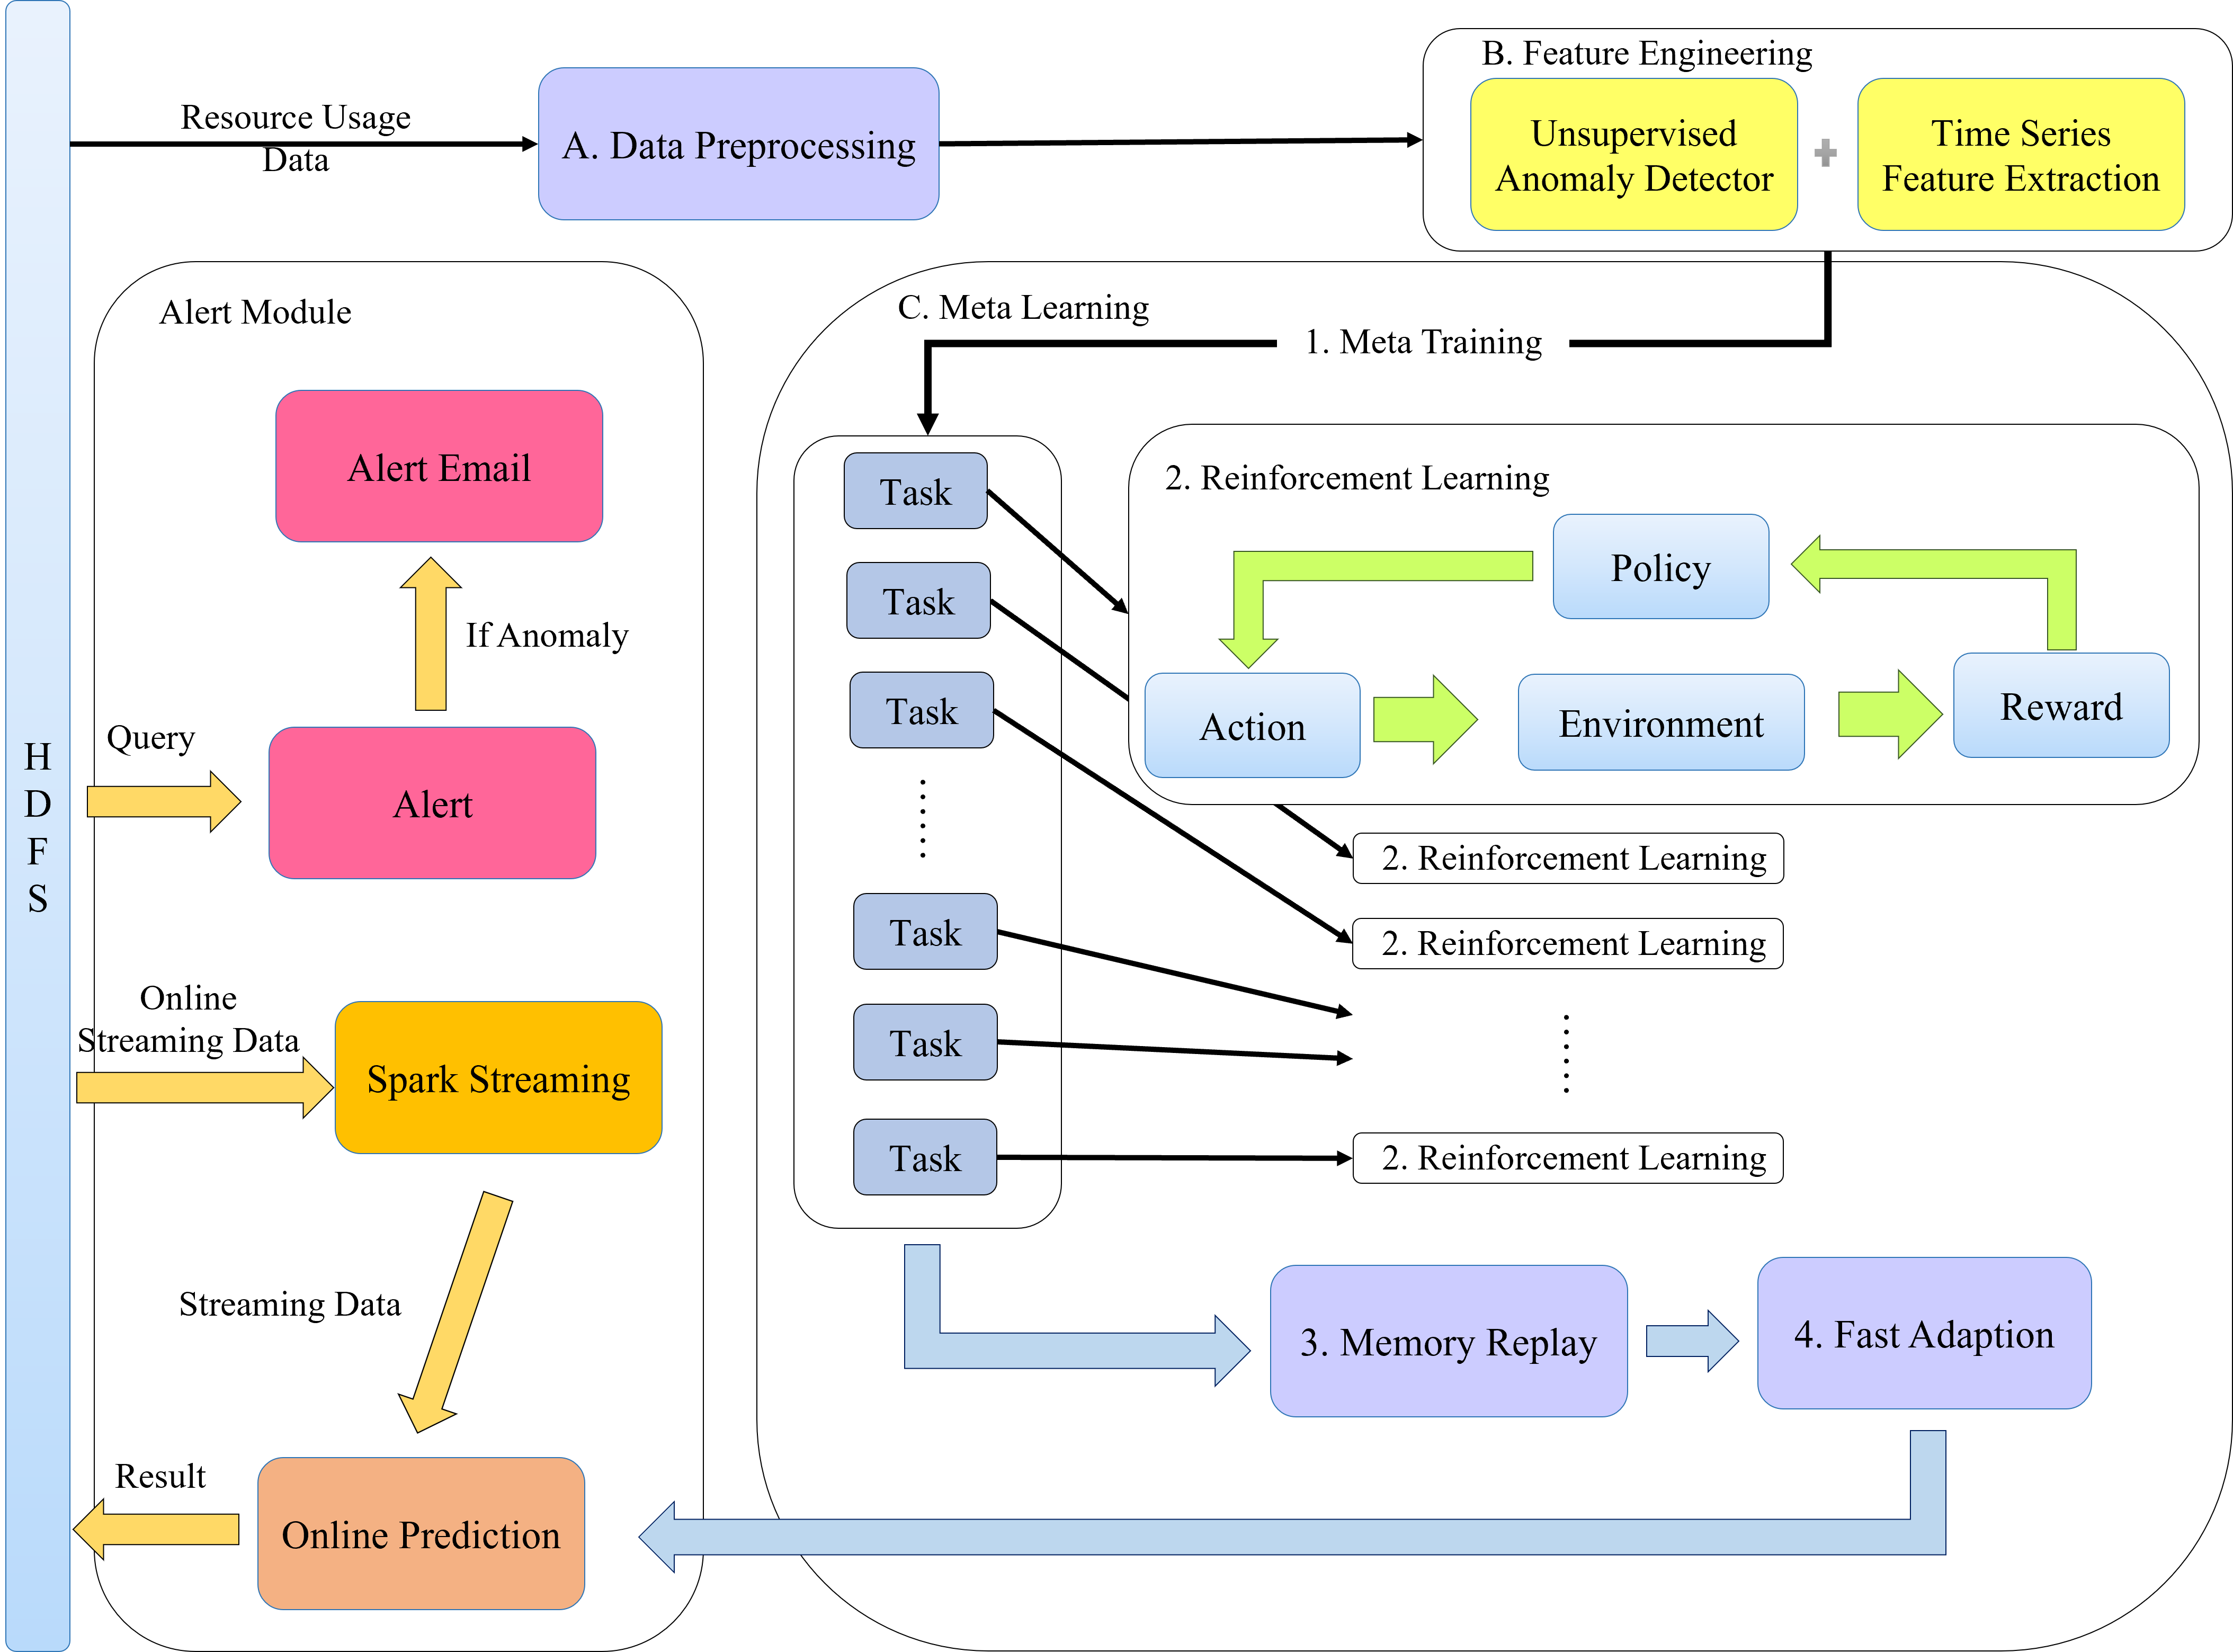 H
D
F
S
Resource Usage
Data
A. Data Preprocessing
B. Feature Engineering
Unsupervised
Anomaly Detector
Time Series
Feature Extraction
Alert Module
Alert Email
If Anomaly
Query
Alert
Online
Streaming Data
Spark Streaming
Streaming Data
Result
Online Prediction
C. Meta Learning
1. Meta Training
Task
Task
Task
Task
Task
Task
2. Reinforcement Learning
Policy
Action
Environment
Reward
2. Reinforcement Learning
2. Reinforcement Learning
2. Reinforcement Learning
3. Memory Replay
4. Fast Adaption